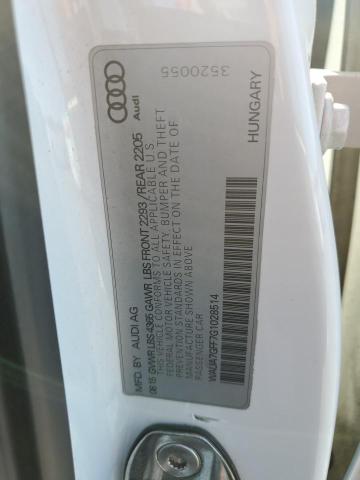 Audi
3520055
MFD. BY AUDI AG
06.15 GVWR LBS 4365 GAWR LBS FRONT 2293/REAR 2205
THIS VEHICLE CONFORMS TO ALL APPLICABLE U.S.
FEDERAL MOTOR VEHICLE SAFETY, BUMPER AND THEFT
PREVENTION STANDARDS IN EFFECT ON THE DATE OF
MANUFACTURE SHOWN ABOVE
PASSENGER CAR
WAUA7GFF7G1028514
HUNGARY